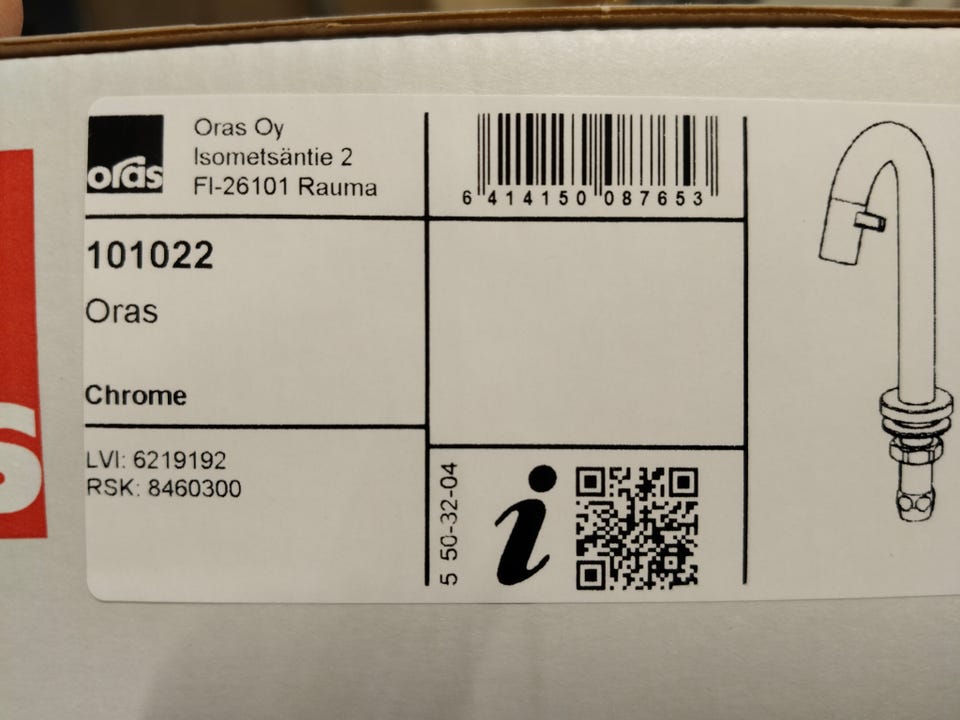 oras
Oras Oy
Isometsäntie 2
FI-26101 Rauma
6 414150 087653
101022
Oras
Chrome
LVI: 6219192
RSK: 8460300
5 50-32-04
i
s